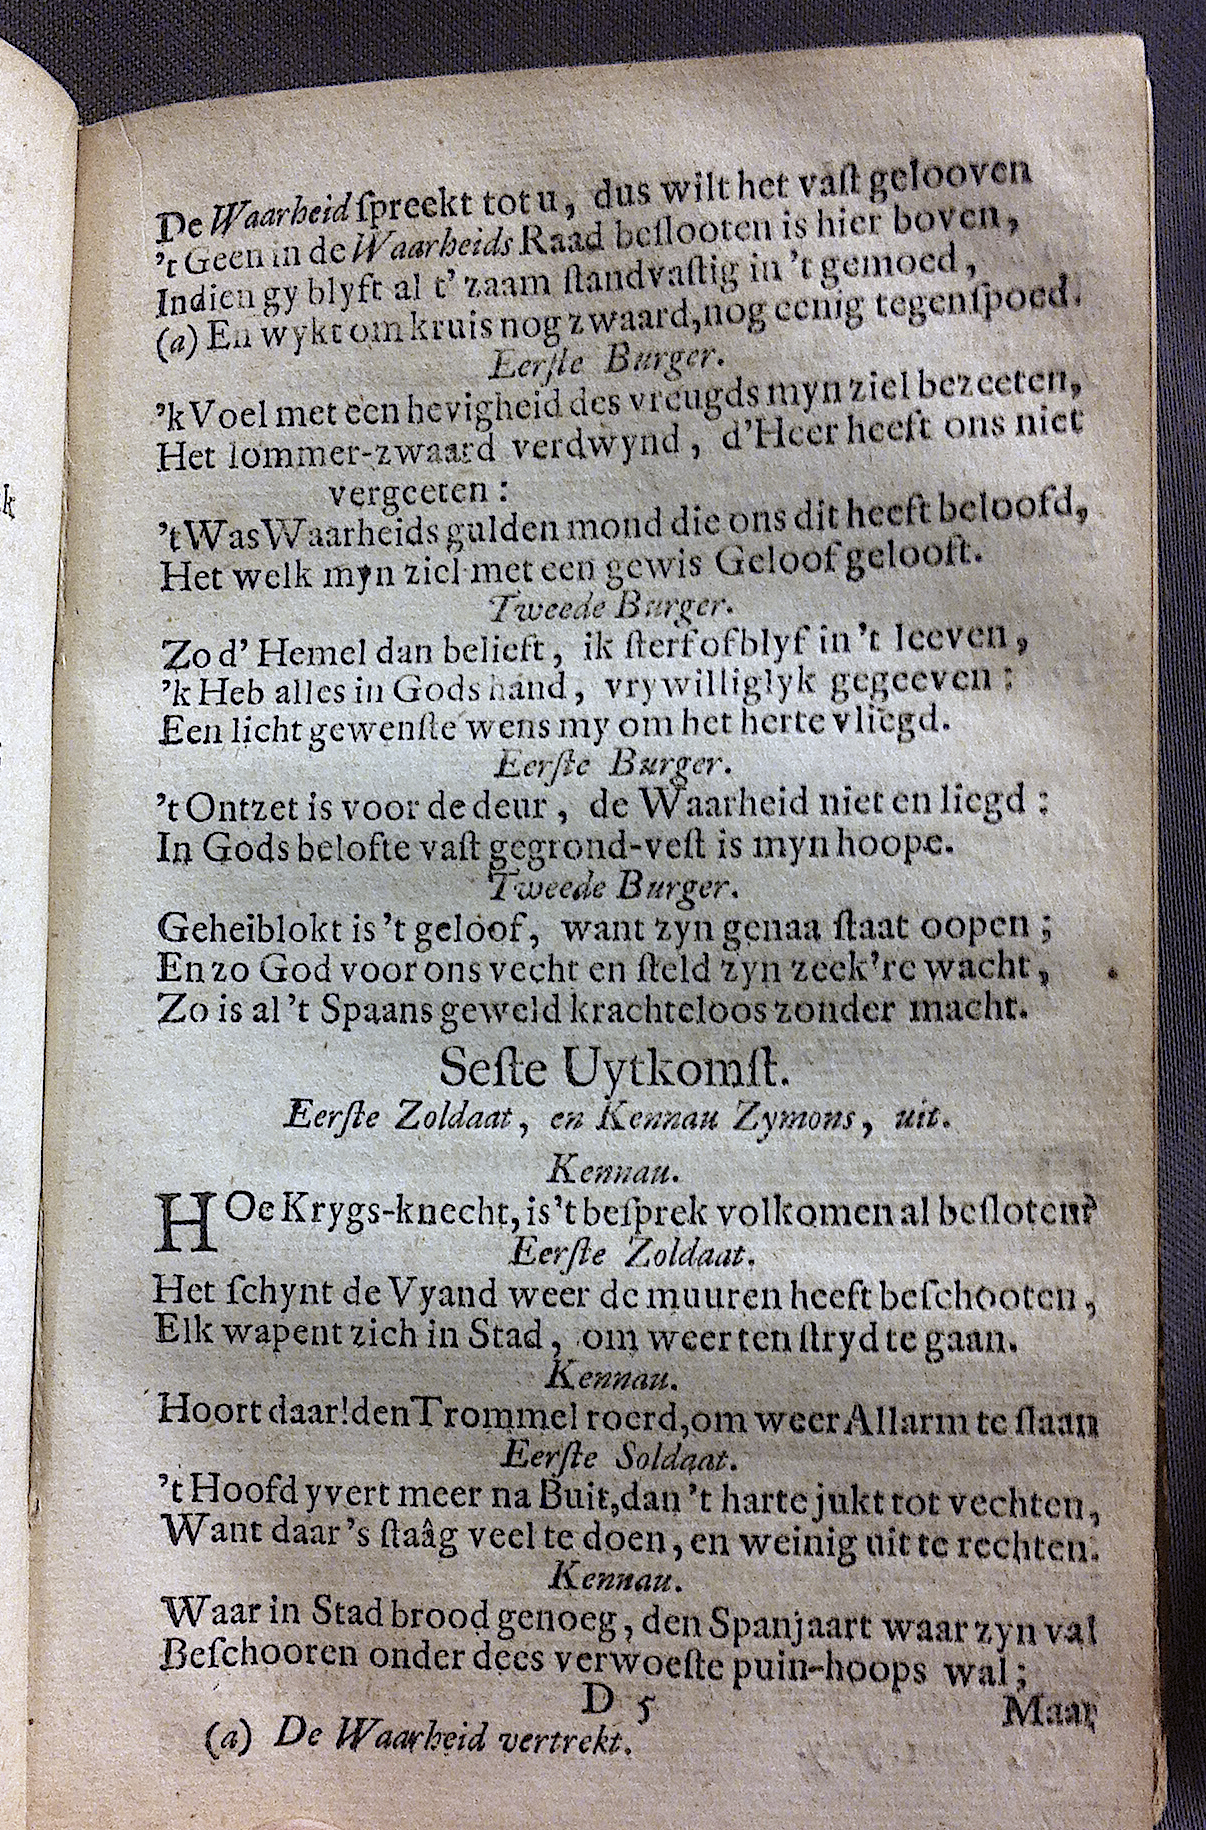 De Waarheid ſpreekt tot u, dus wilt het vaſt gelooven
't Geen in de Waarheids Raad beſlooten is hier boven,
Indien gy blyft al t' zaam ſtandvaſtig in 't gemoed,
(a) En wykt om kruis nog zwaard, nog eenig tegenſpoed.
Eerſte Burger.
'k Voel met een hevigheid des vreugds myn ziel bezeeten,
Het lommer-zwaard verdwynd, d'Heer heeft ons niet
vergeeten:
't Was Waarheids gulden mond die ons dit heeft beloofd,
Het welk myn ziel met een gewis Geloof gelooft.
Tweede Burger.
Zo d' Hemel dan belieft, ik ſterf of blyf in 't leeven,
'k Heb alles in Gods hand, vrywilliglyk gegeeven:
Een licht gewenſte wens my om het herte vliegd.
Eerſte Burger.
't Ontzet is voor de deur, de Waarheid niet en liegd:
In Gods belofte vaſt gegrond-veſt is myn hoope.
Tweede Burger.
Geheiblokt is 't geloof, want zyn genaa ſtaat oopen;
En zo God voor ons vecht en ſteld zyn zeek're wacht,
Zo is al 't Spaans geweld krachteloos zonder macht.
Seſte Uytkomſt.
Eerſte Zoldaat, en Kennau Zymons, uit.
Kennau.
HOe Krygs-knecht, is 't beſprek volkomen al beſloten?
Eerſte Zoldaat.
Het ſchynt de Vyand weer de muuren heeft beſchooten,
Elk wapent zich in Stad, om weer ten ſtryd te gaan.
Kennau.
Hoort daar! den Trommel roerd, om weer Allarm te ſlaan
Eerſte Soldaat.
't Hoofd yvert meer na Buit, dan 't harte jukt tot vechten,
Want daar 's ſtaâg veel te doen, en weinig uit te rechten.
Kennau.
Waar in Stad brood genoeg, den Spanjaart waar zyn val
Beſchooren onder dees verwoeſte puin-hoops wal;
D 5
Maar
(a) De Waarheid vertrekt.